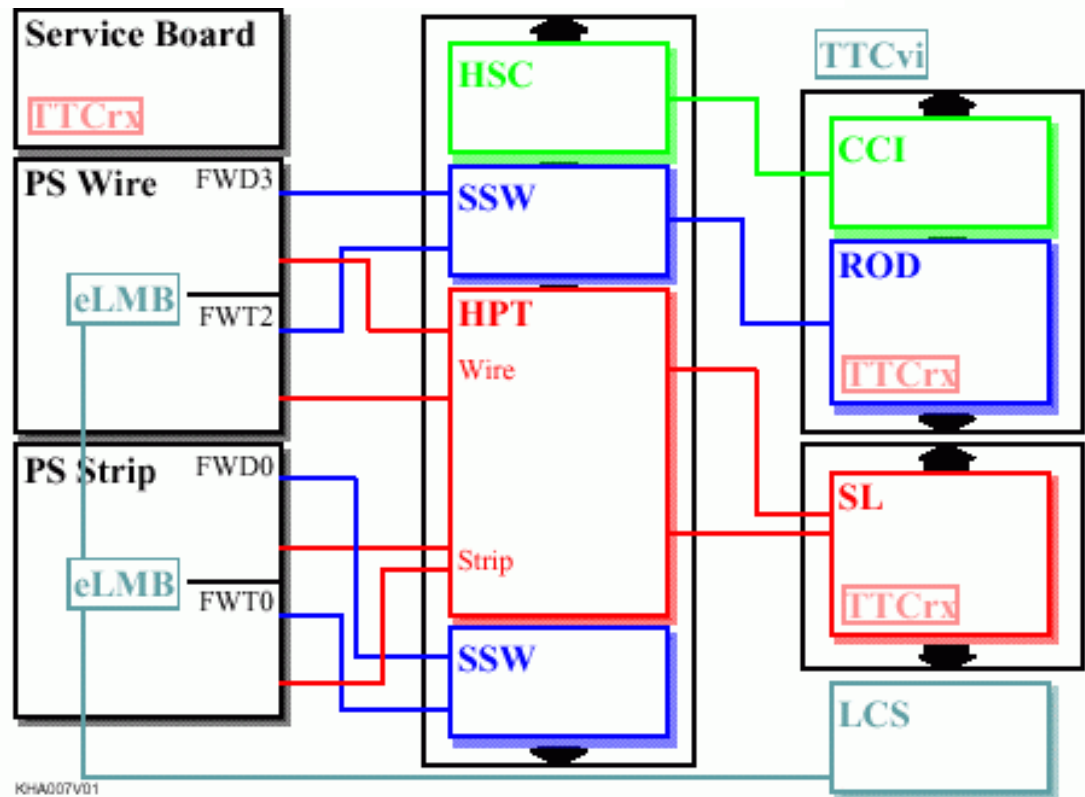 Service Board
TTCrx
PS Wire
FWD3
eLMB
FWT2
PS Strip
FWD0
eLMB
FWT0
HSC
SSW
HPT
Wire
Strip
SSW
TTCvi
CCI
ROD
TTCrx
SL
TTCrx
LCS
KHA007V01